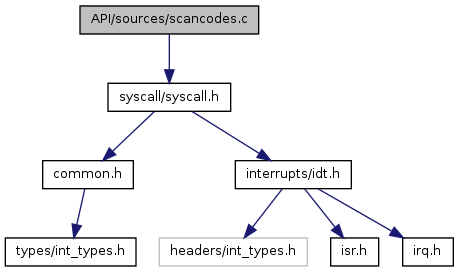 API/sources/scancodes.c
syscall/syscall.h
common.h
interrupts/idt.h
types/int_types.h
headers/int_types.h
isr.h
irq.h